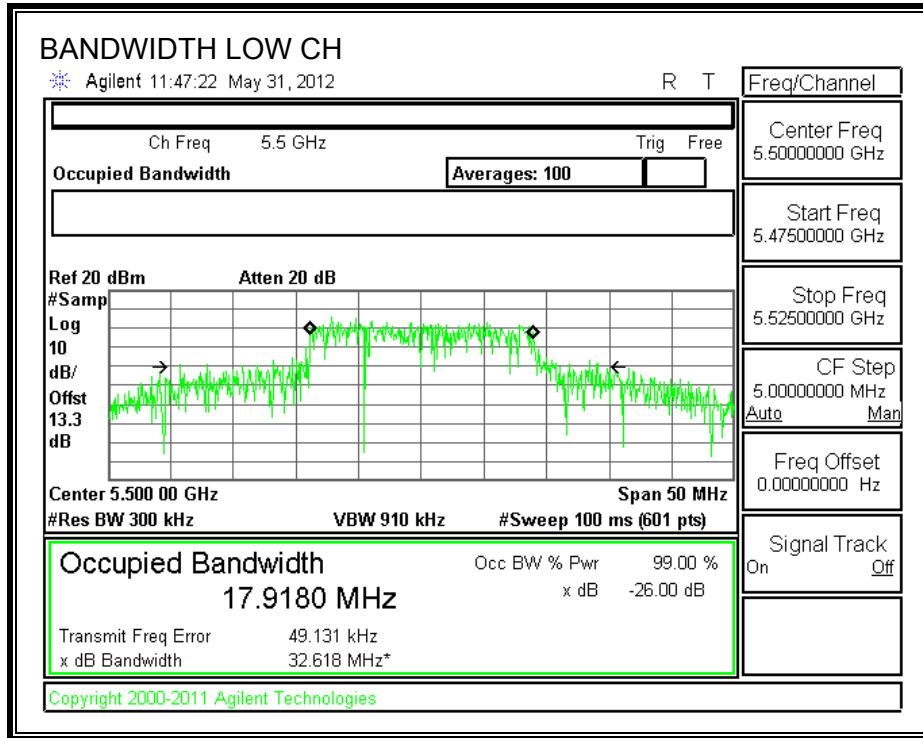 BANDWIDTH LOW CH
Agilent 11:47:22 May 31, 2012 R T
Freq/Channel
Ch Freq 5.5 GHz Trig Free
Occupied Bandwidth Averages: 100
Center Freq
5.50000000 GHz
Start Freq
5.47500000 GHz
Stop Freq
5.52500000 GHz
CF Step
5.00000000 MHz
Auto Man
Freq Offset
0.00000000 Hz
Signal Track
On Off
Ref 20 dBm Atten 20 dB
#Samp
Log
10
dB/
Offst
13.3
dB
Center 5.500 00 GHz Span 50 MHz
#Res BW 300 kHz VBW 910 kHz #Sweep 100 ms (601 pts)
Occupied Bandwidth Occ BW % Pwr 99.00 %
17.9180 MHz x dB -26.00 dB
Transmit Freq Error 49.131 kHz
x dB Bandwidth 32.618 MHz*
Copyright 2000-2011 Agilent Technologies